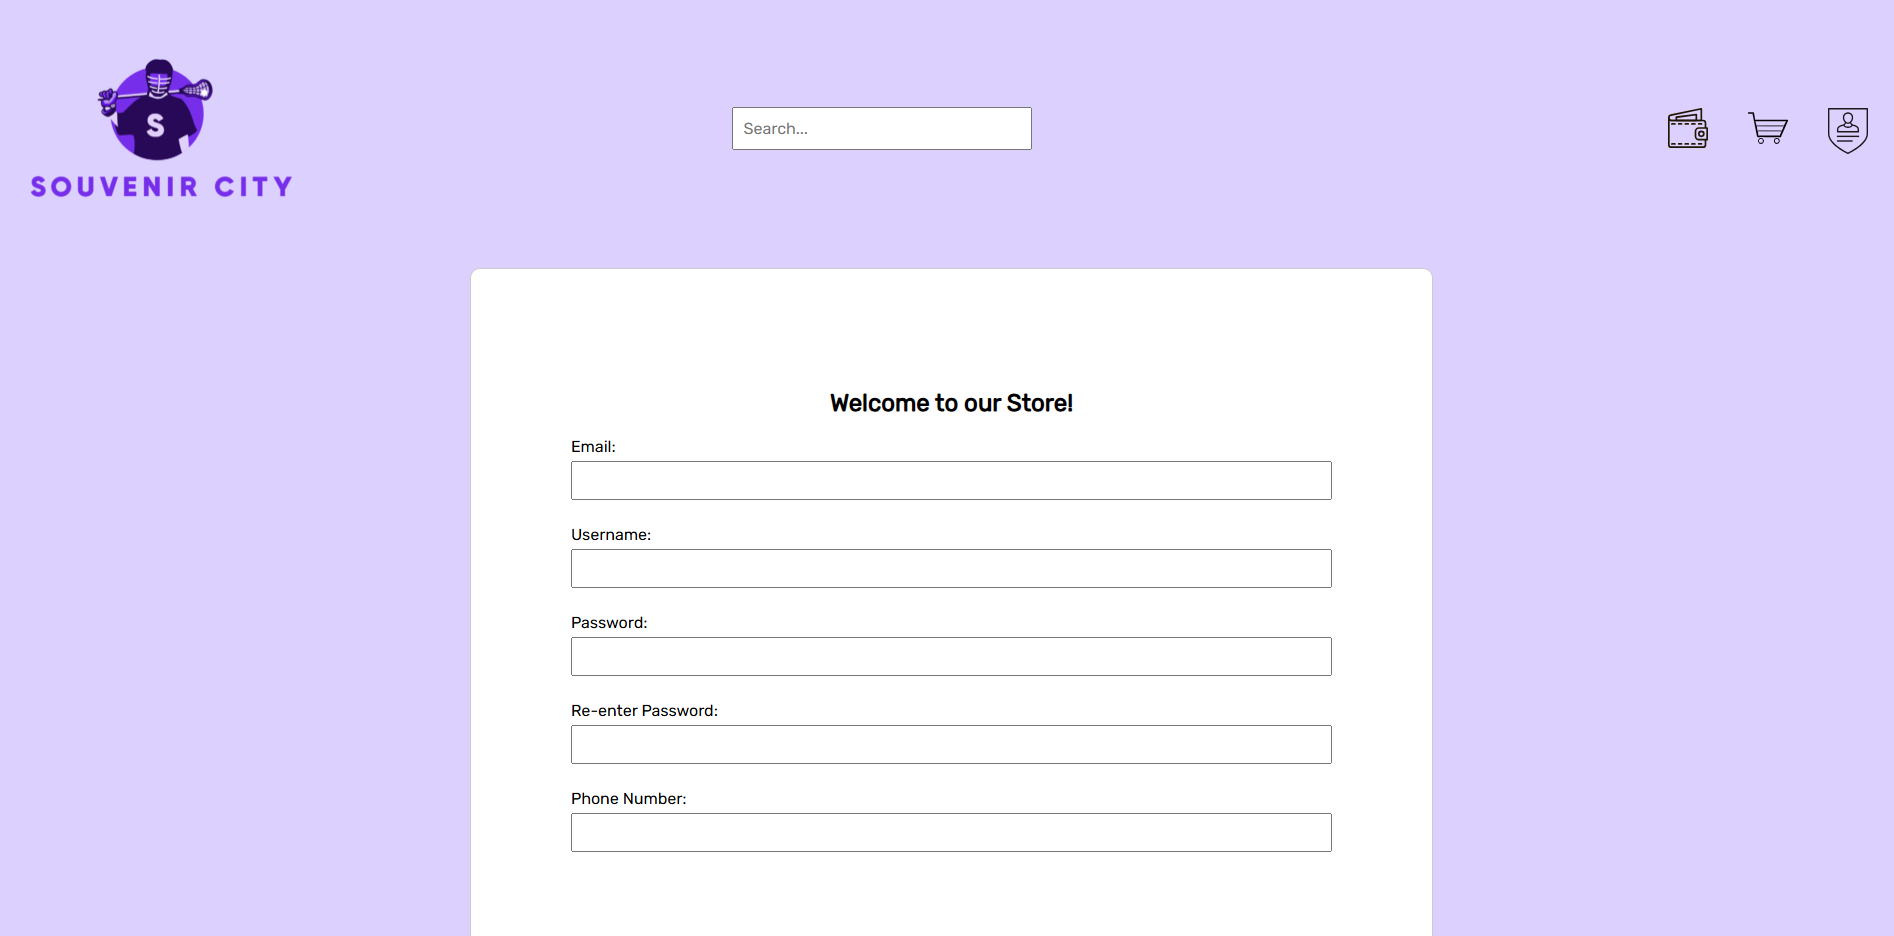 S
SOUVENIR CITY
Search...
Welcome to our Store!
Email:
Username:
Password:
Re-enter Password:
Phone Number: